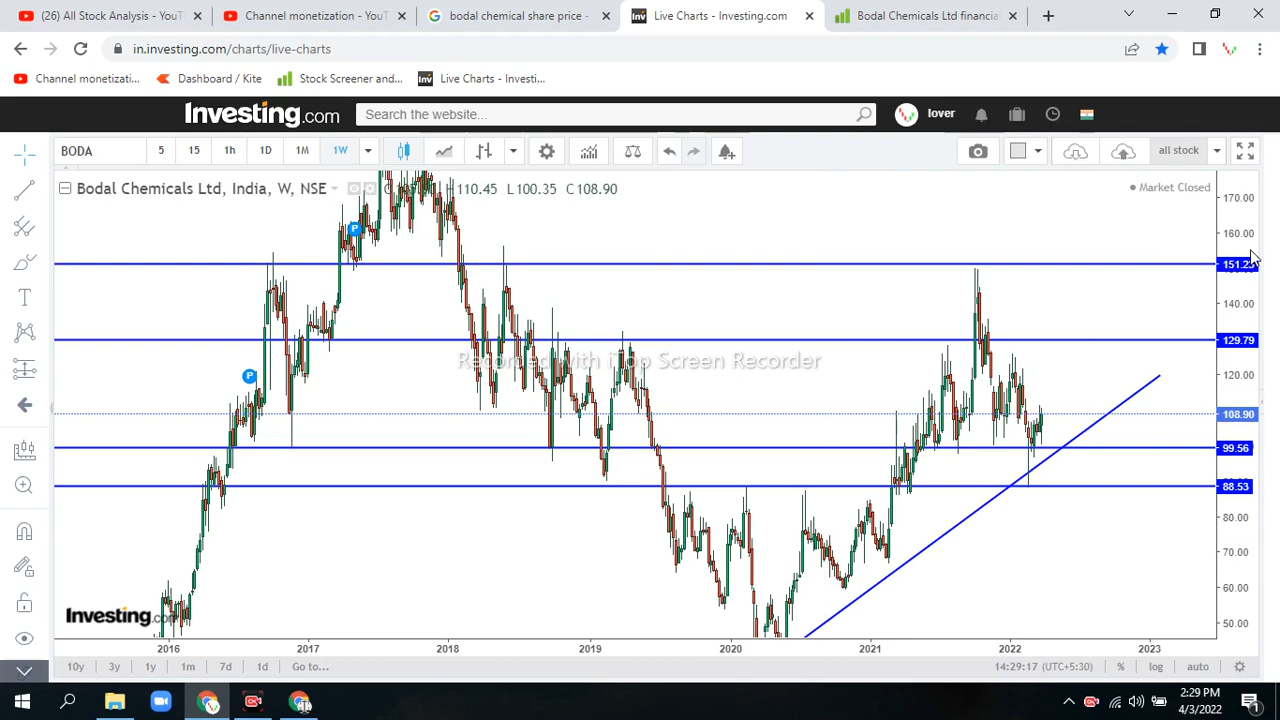 (26) All Stock Analysis - YouT
Channel monetization - YouT
bodal chemical share price -
Live Charts - Investing.com
Bodal Chemicals Ltd financia
in.investing.com/charts/live-charts
Channel monetizati...
Dashboard / Kite
Stock Screener and...
Live Charts - Investi...
Investing.com
Search the website...
lover
BODA
5
15
1h
1D
1M
1W
all stock
Bodal Chemicals Ltd, India, W, NSE
H110.45 L100.35 C108.90
Market Closed
170.00
160.00
151.25
140.00
129.79
120.00
108.90
99.56
88.53
80.00
70.00
60.00
50.00
Recorded with iTop Screen Recorder
P
P
Investing
2016
2017
2018
2019
2020
2021
2022
2023
10y
3y
1y
1m
7d
1d
Go to...
14:29:17 (UTC+5:30)
%
log
auto
2:29 PM
4/3/2022
1